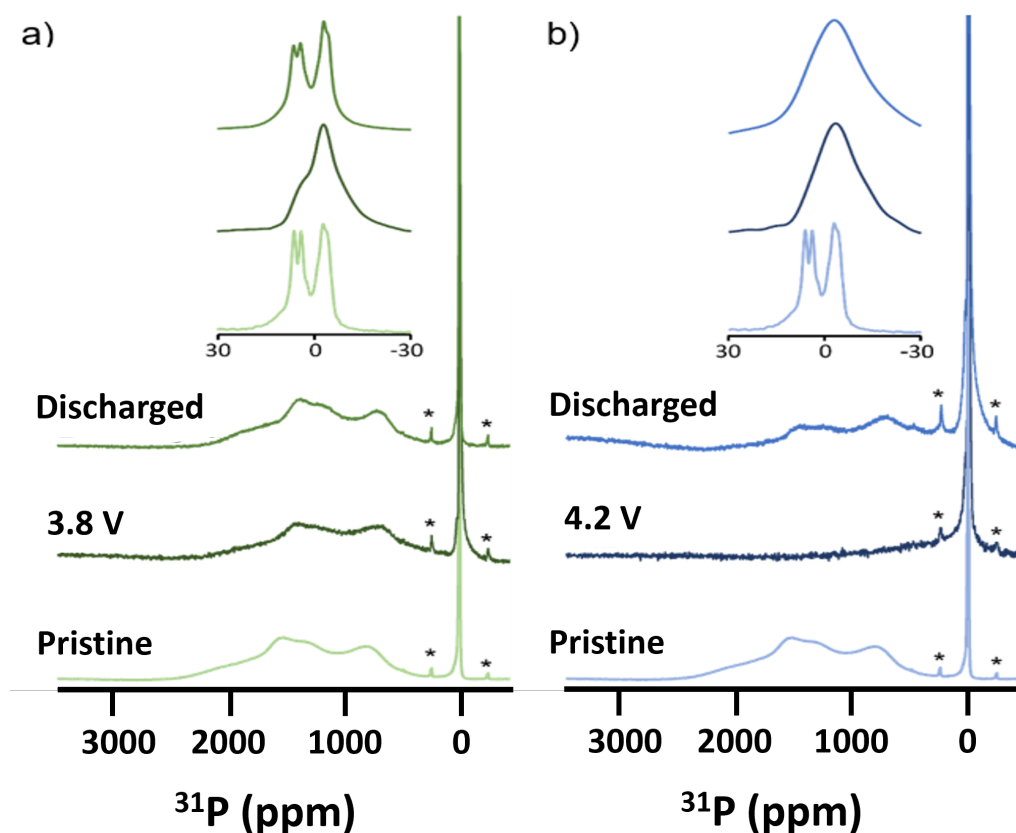 a)
30 0 -30
Discharged
* *
3.8 V
* *
Pristine
* *
3000 2000 1000 0
³¹P (ppm)
b)
30 0 -30
Discharged
* *
4.2 V
* *
Pristine
* *
3000 2000 1000 0
³¹P (ppm)